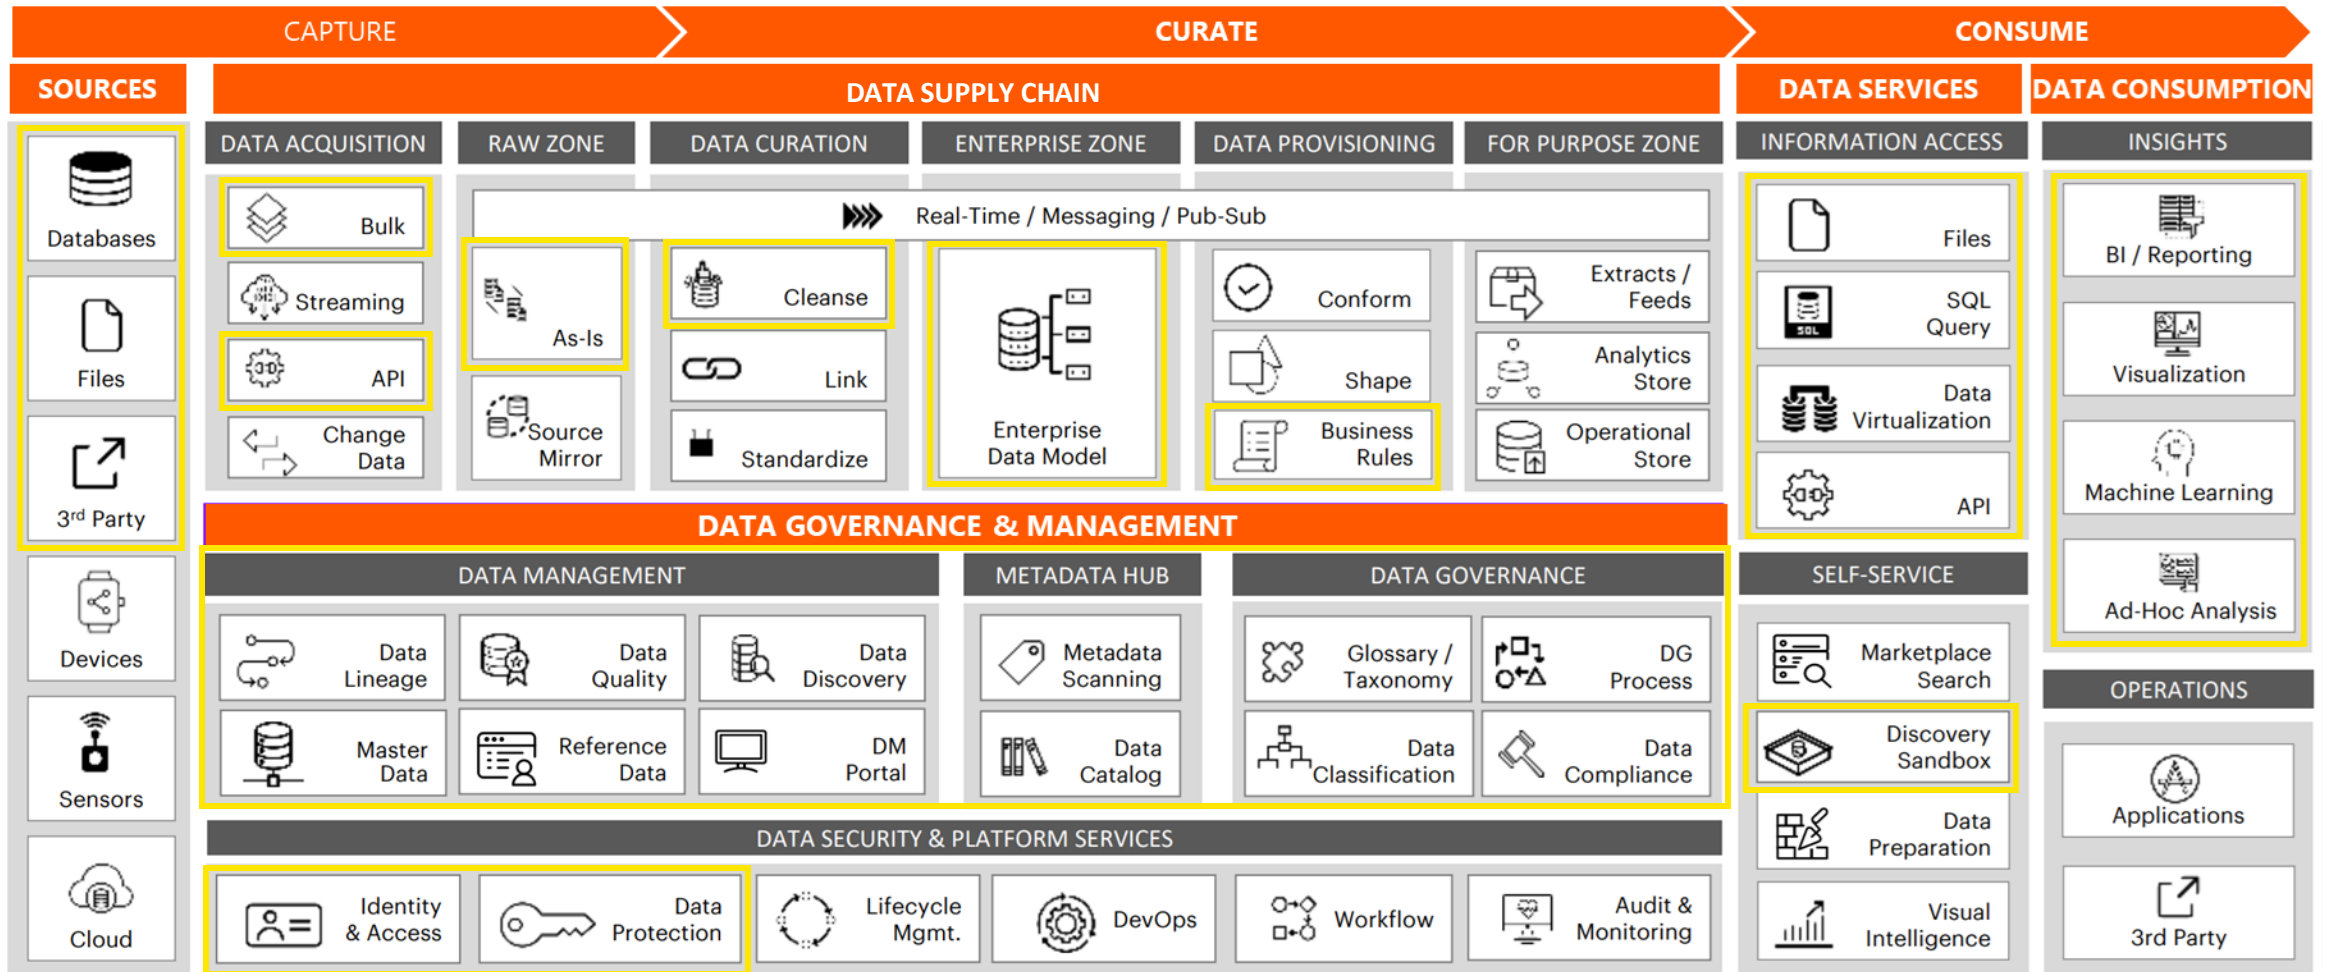 CAPTURE
CURATE
CONSUME
SOURCES
DATA SUPPLY CHAIN
DATA SERVICES
DATA CONSUMPTION
Databases
Files
3rd Party
Devices
Sensors
Cloud
DATA ACQUISITION
Bulk
Streaming
API
Change
Data
RAW ZONE
DATA CURATION
ENTERPRISE ZONE
DATA PROVISIONING
FOR PURPOSE ZONE
Real-Time / Messaging / Pub-Sub
As-Is
Source
Mirror
Cleanse
Link
Standardize
Enterprise
Data Model
Conform
Shape
Business
Rules
Extracts /
Feeds
Analytics
Store
Operational
Store
DATA GOVERNANCE & MANAGEMENT
DATA MANAGEMENT
Data
Lineage
Data
Quality
Data
Discovery
Master
Data
Reference
Data
DM
Portal
METADATA HUB
Metadata
Scanning
Data
Catalog
DATA GOVERNANCE
Glossary /
Taxonomy
DG
Process
Data
Classification
Data
Compliance
DATA SECURITY & PLATFORM SERVICES
Identity
& Access
Data
Protection
Lifecycle
Mgmt.
DevOps
Workflow
Audit &
Monitoring
INFORMATION ACCESS
Files
SQL
SQL
Query
Data
Virtualization
API
SELF-SERVICE
Marketplace
Search
Discovery
Sandbox
Data
Preparation
Visual
Intelligence
INSIGHTS
BI / Reporting
Visualization
Machine Learning
Ad-Hoc Analysis
OPERATIONS
Applications
3rd Party